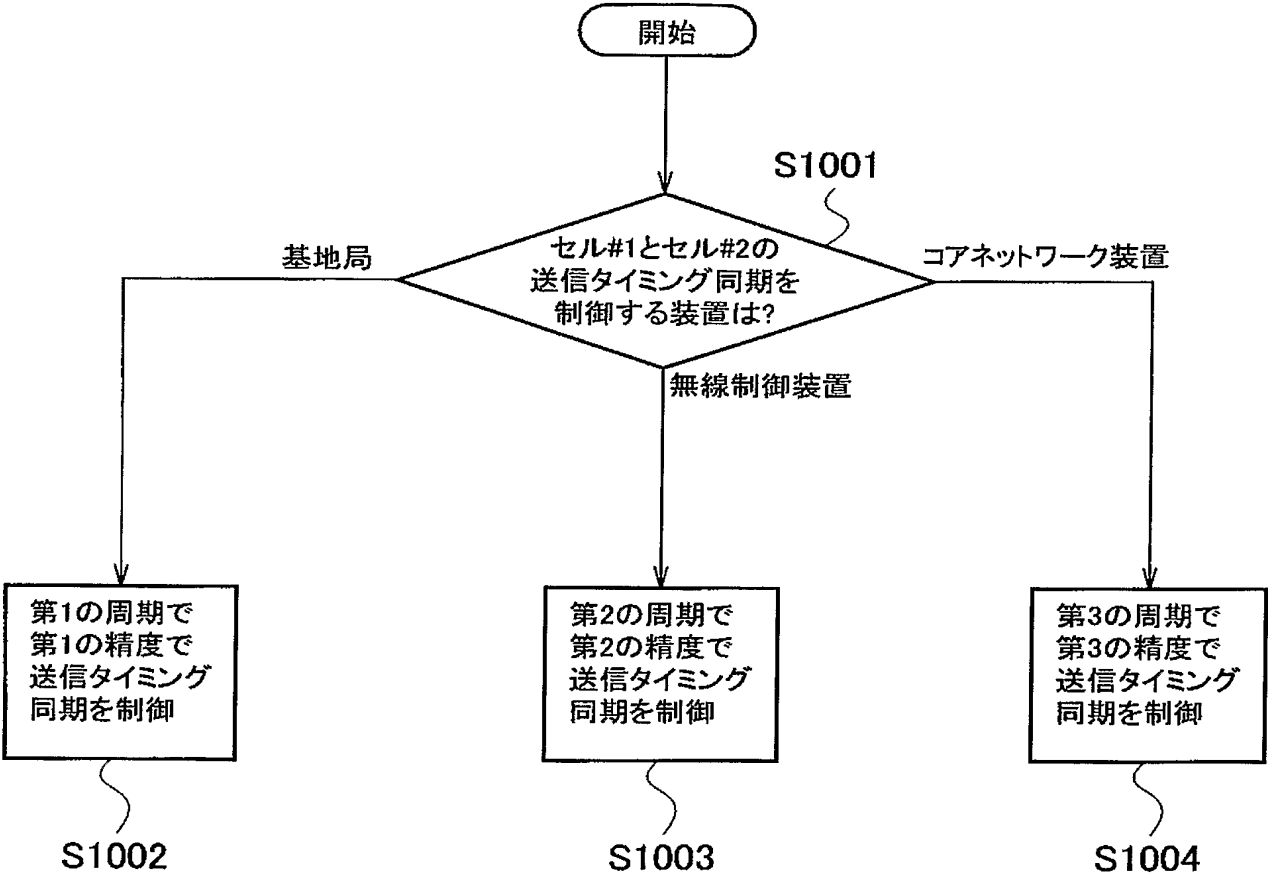 開始
S1001
セル#1とセル#2の
送信タイミング同期を
制御する装置は?
基地局
コアネットワーク装置
無線制御装置
第1の周期で
第1の精度で
送信タイミング
同期を制御
第2の周期で
第2の精度で
送信タイミング
同期を制御
第3の周期で
第3の精度で
送信タイミング
同期を制御
S1002
S1003
S1004